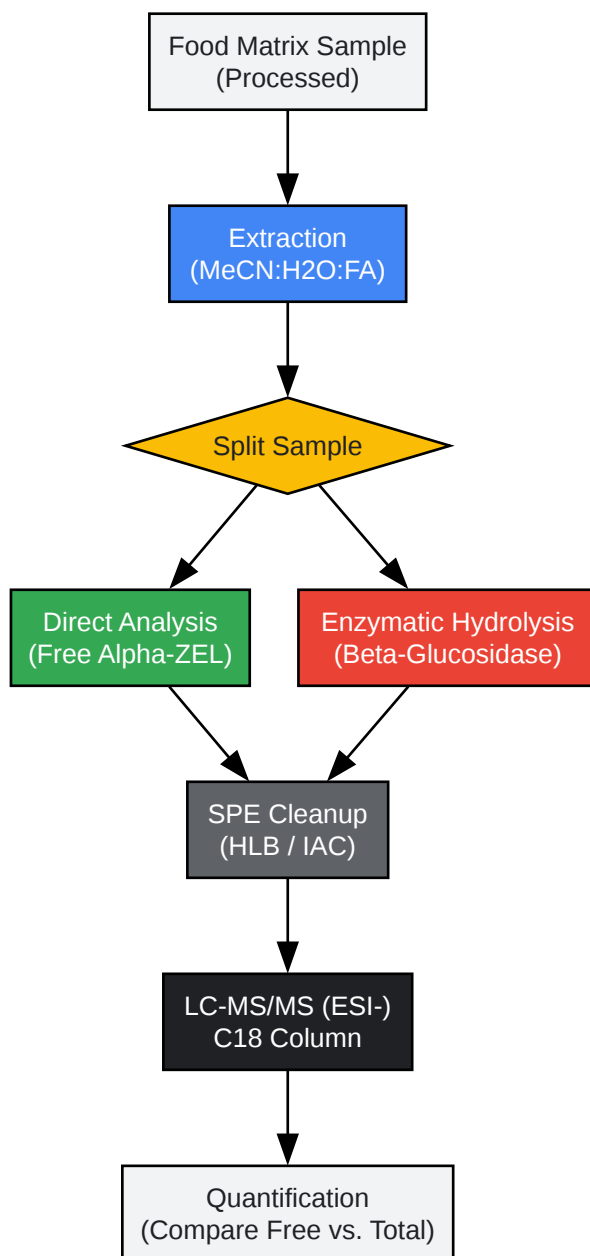 Food Matrix Sample
(Processed)
Extraction
(MeCN:H2O:FA)
Split Sample
Direct Analysis
(Free Alpha-ZEL)
Enzymatic Hydrolysis
(Beta-Glucosidase)
SPE Cleanup
(HLB / IAC)
LC-MS/MS (ESI-)
C18 Column
Quantification
(Compare Free vs. Total)